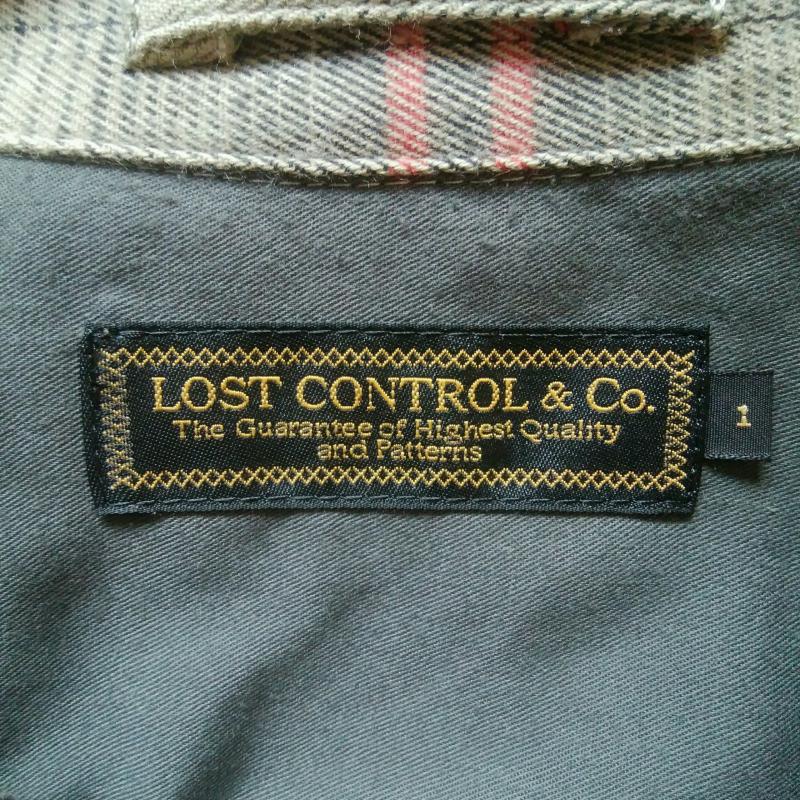 LOST CONTROL & Co.
The Guarantee of Highest Quality
and Patterns
1